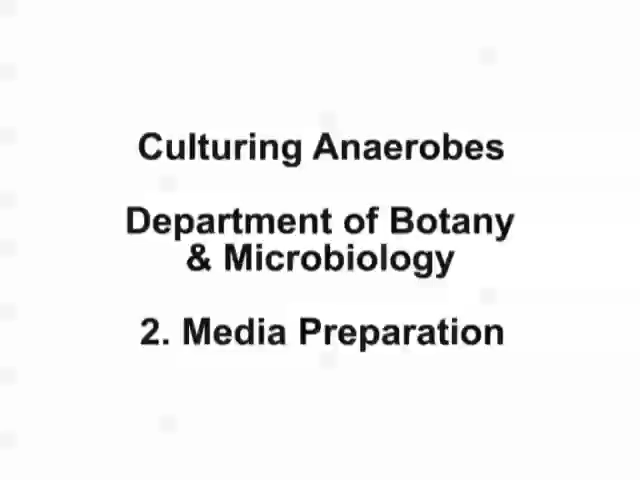 Culturing Anaerobes
Department of Botany
& Microbiology
2. Media Preparation